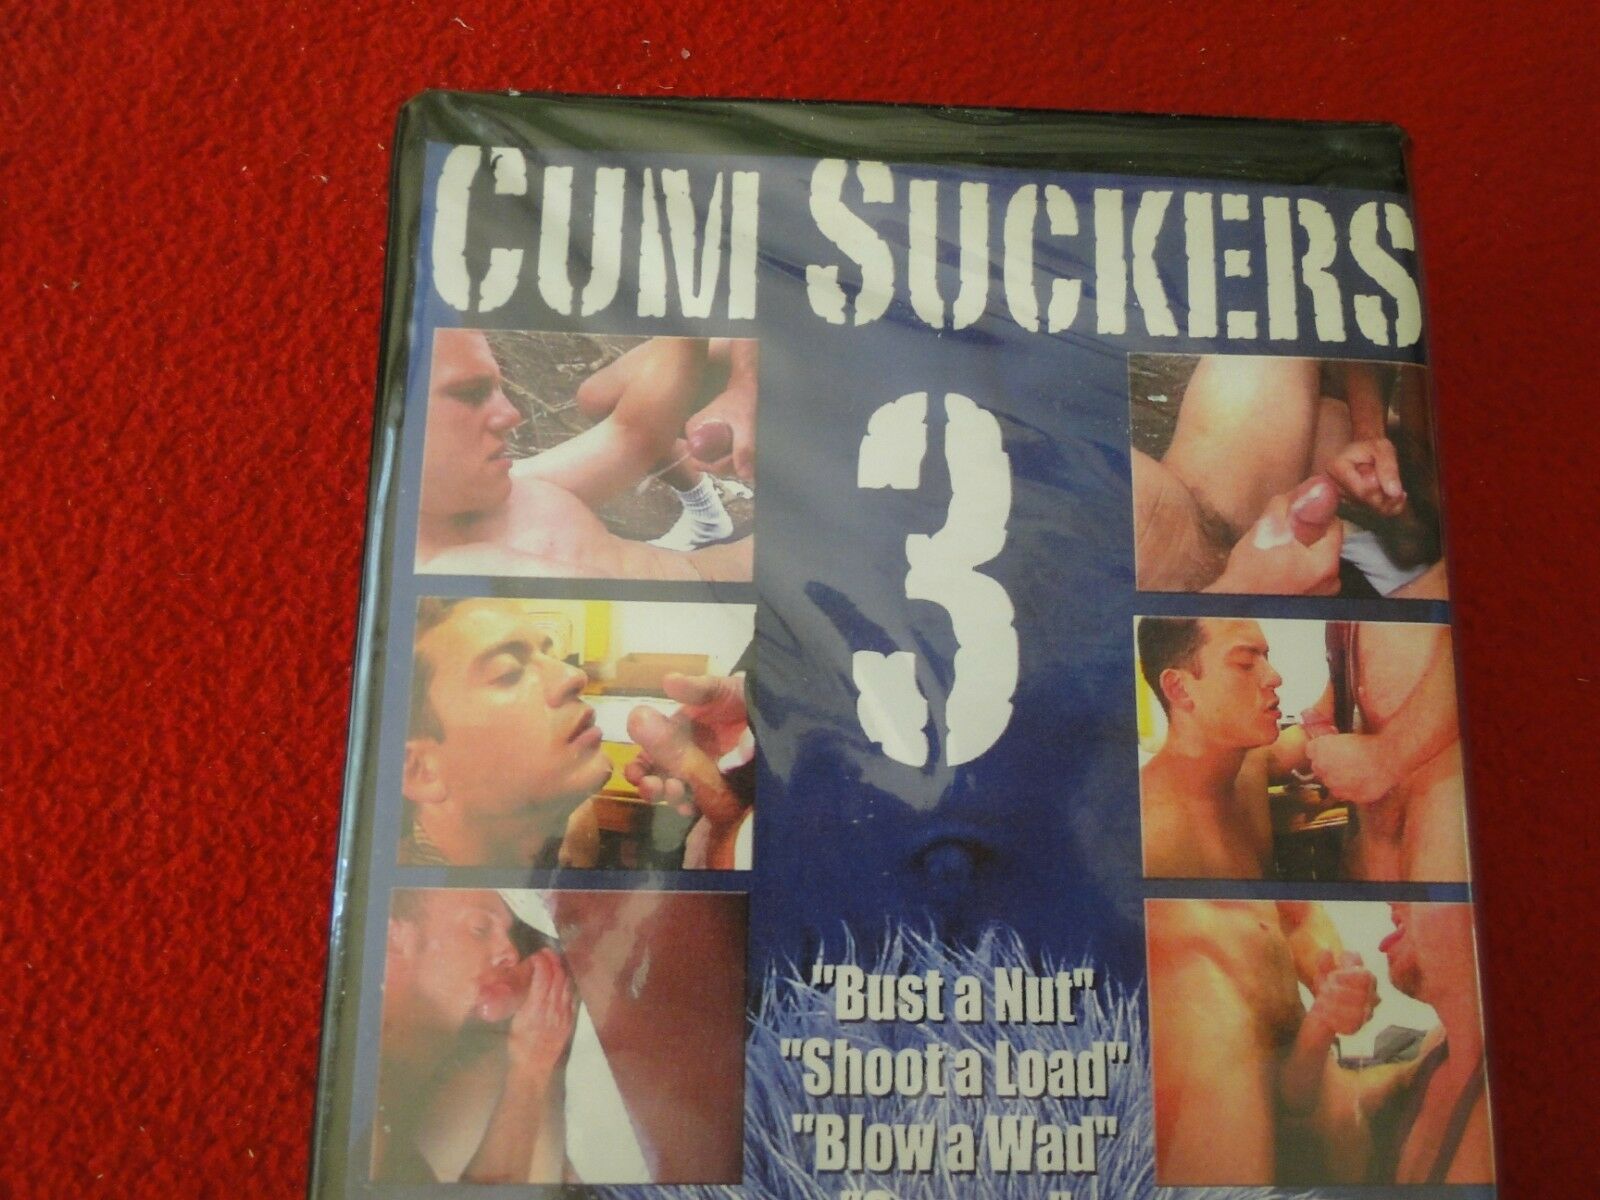 CUM SUCKERS
3
"Bust a Nut"
"Shoot a Load"
"Blow a Wad"